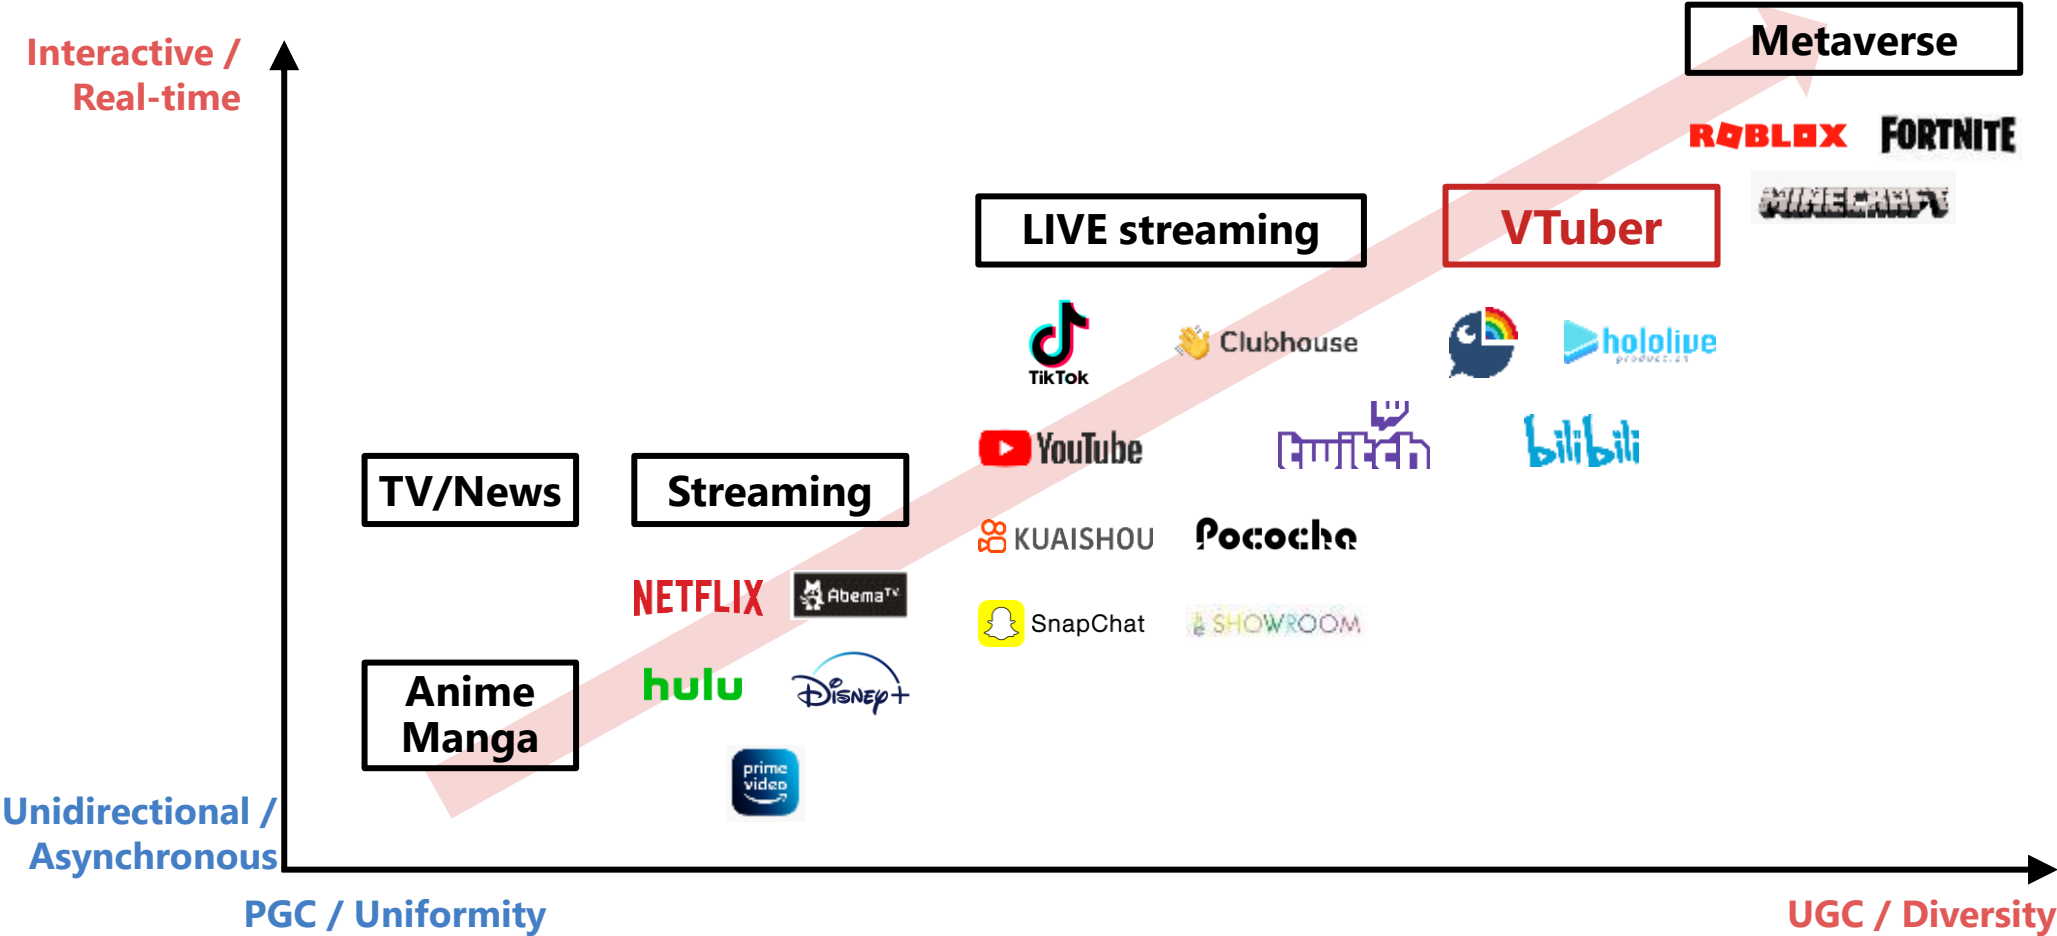 Interactive /
Real-time
Metaverse
ROBLOX
FORTNITE
MINECRAFT
LIVE streaming
VTuber
TikTok
Clubhouse
hololive
production
YouTube
twitch
bilibili
TV/News
Streaming
KUAISHOU
Pococha
NETFLIX
AbemaTV
SnapChat
SHOWROOM
Anime
Manga
hulu
Disney+
prime
video
Unidirectional /
Asynchronous
PGC / Uniformity
UGC / Diversity